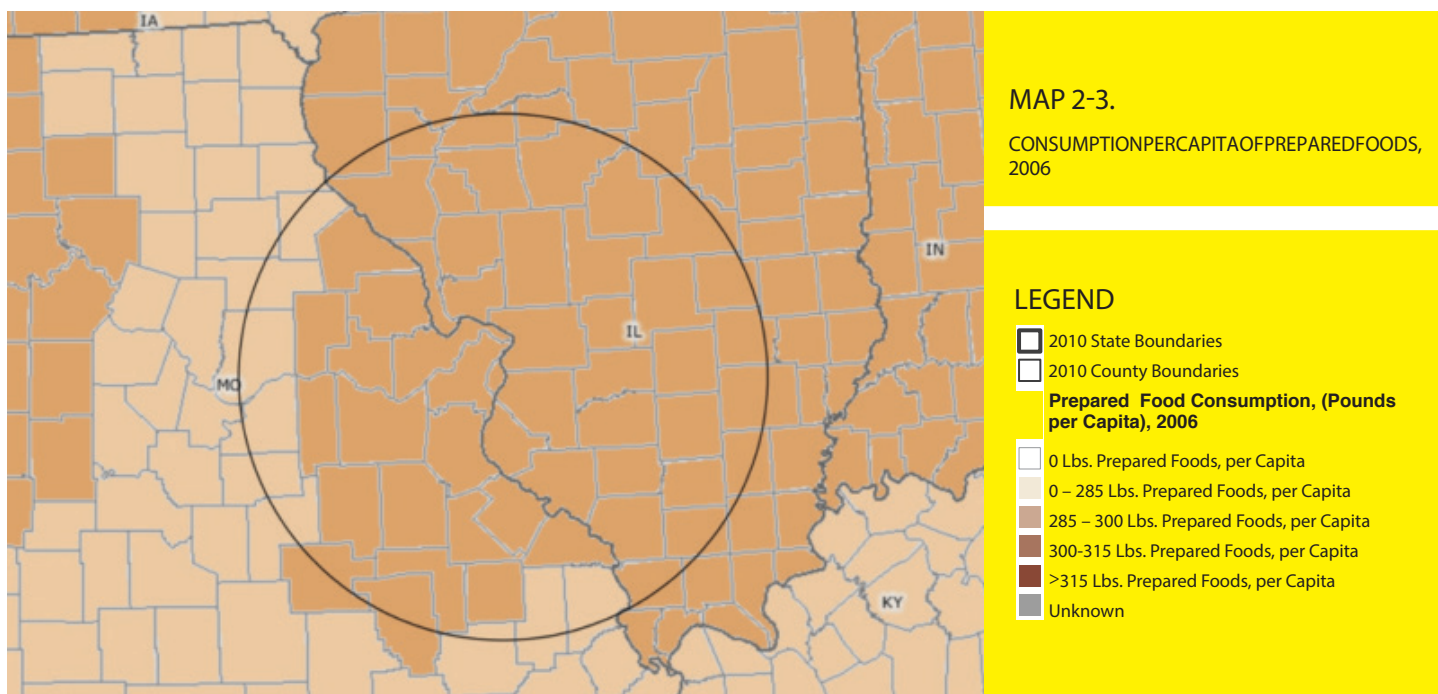 IA
IN
IL
MO
KY
MAP 2-3.
CONSUMPTIONPERCAPITAOFPREPAREDFOODS,
2006
LEGEND
2010 State Boundaries
2010 County Boundaries
Prepared Food Consumption, (Pounds
per Capita), 2006
0 Lbs. Prepared Foods, per Capita
0 – 285 Lbs. Prepared Foods, per Capita
285 – 300 Lbs. Prepared Foods, per Capita
300-315 Lbs. Prepared Foods, per Capita
>315 Lbs. Prepared Foods, per Capita
Unknown